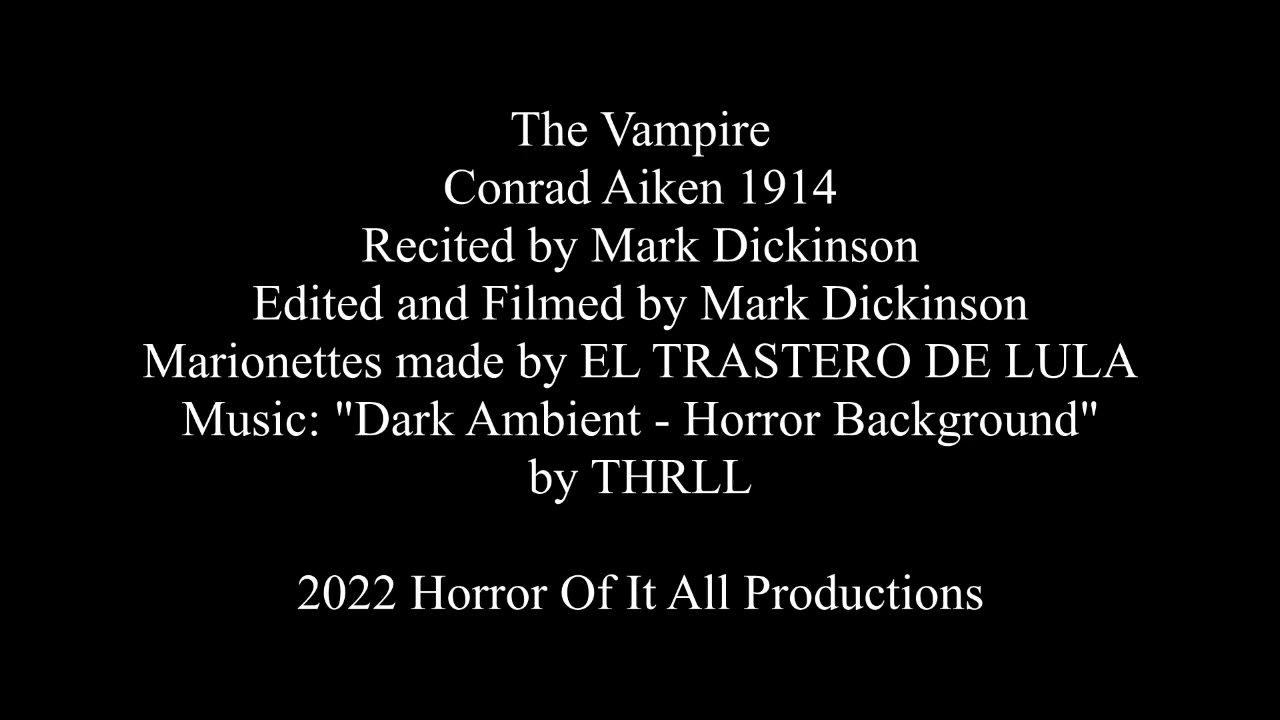 The Vampire
Conrad Aiken 1914
Recited by Mark Dickinson
Edited and Filmed by Mark Dickinson
Marionettes made by EL TRASTERO DE LULA
Music: "Dark Ambient - Horror Background"
by THRLL
2022 Horror Of It All Productions